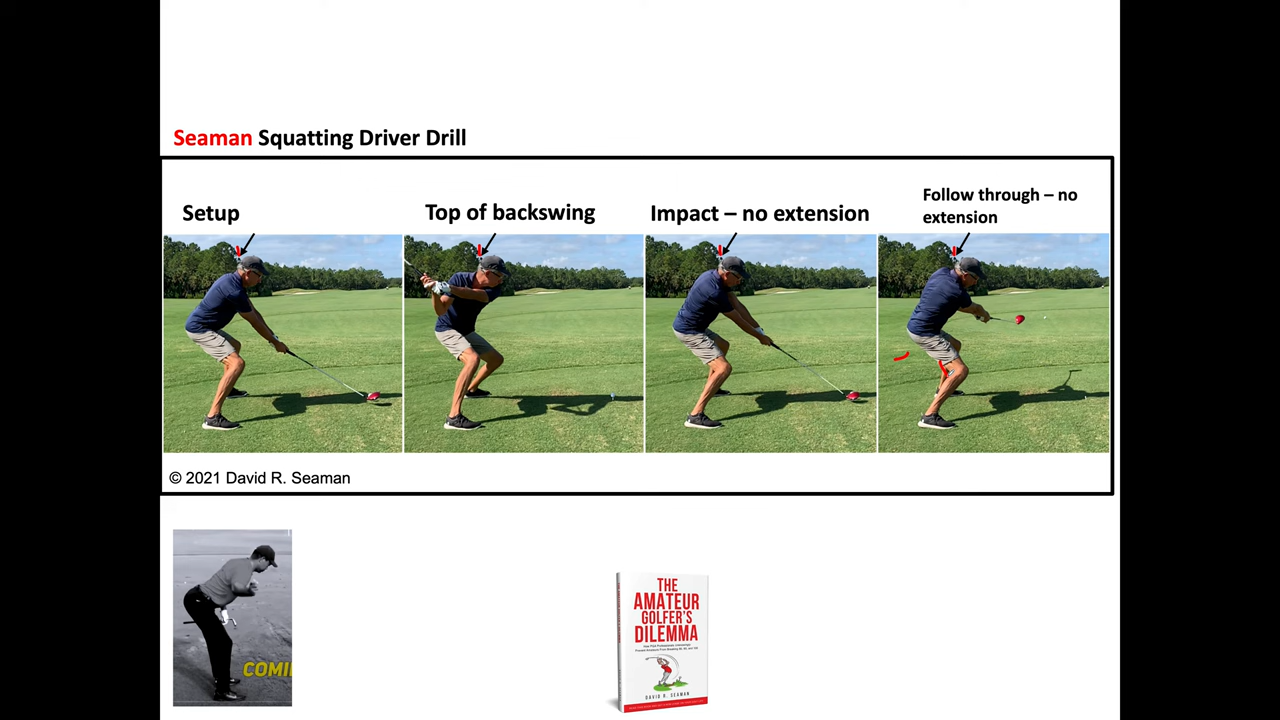 Seaman Squatting Driver Drill
Setup
Top of backswing
Impact – no extension
Follow through – no
extension
© 2021 David R. Seaman
COMI
THE
AMATEUR
GOLFER'S
DILEMMA
DAVID R. SEAMAN